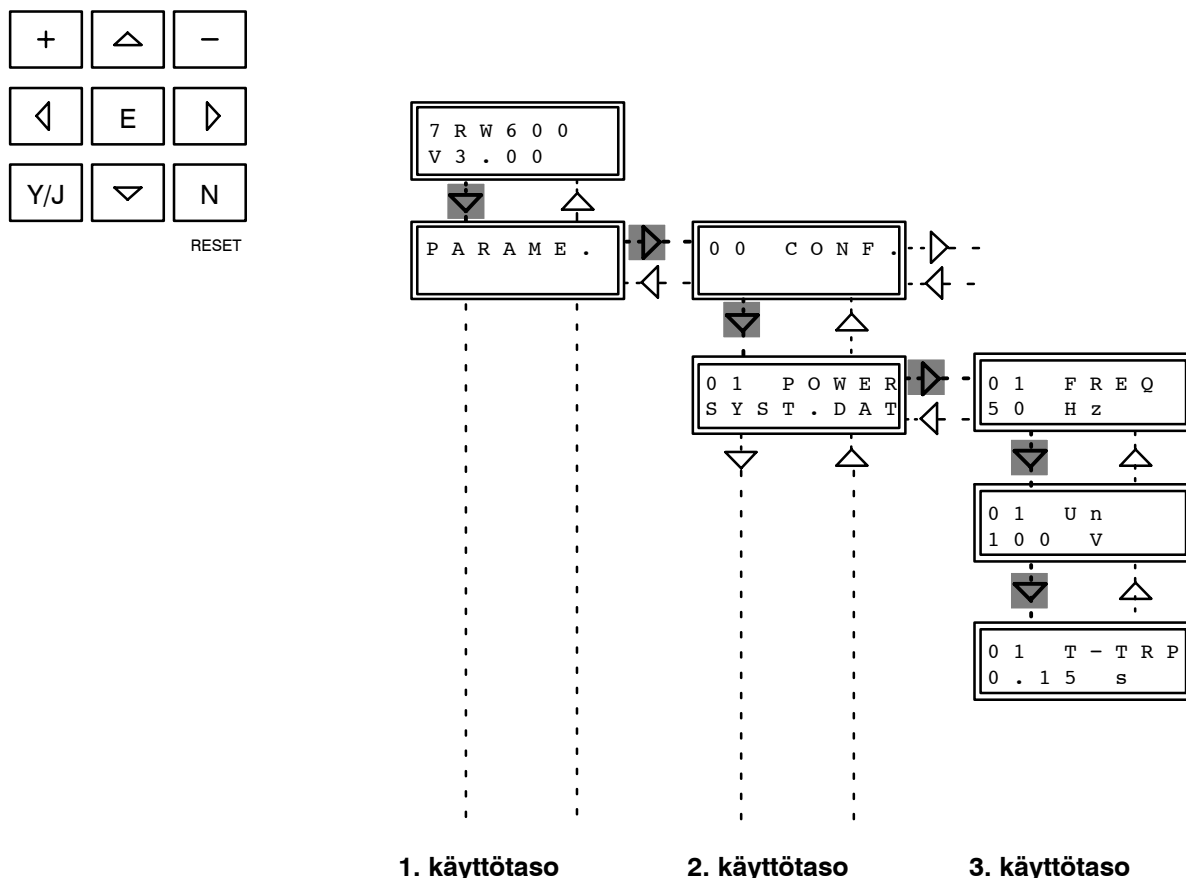 + −
E
Y/J N
RESET
7RW600
V3.00
PARAME.
00 CONF.
01 POWER
SYST.DAT
01 FREQ
50 Hz
01 Un
100 V
01 T−TRP
0.15 s
1. käyttötaso 2. käyttötaso 3. käyttötaso